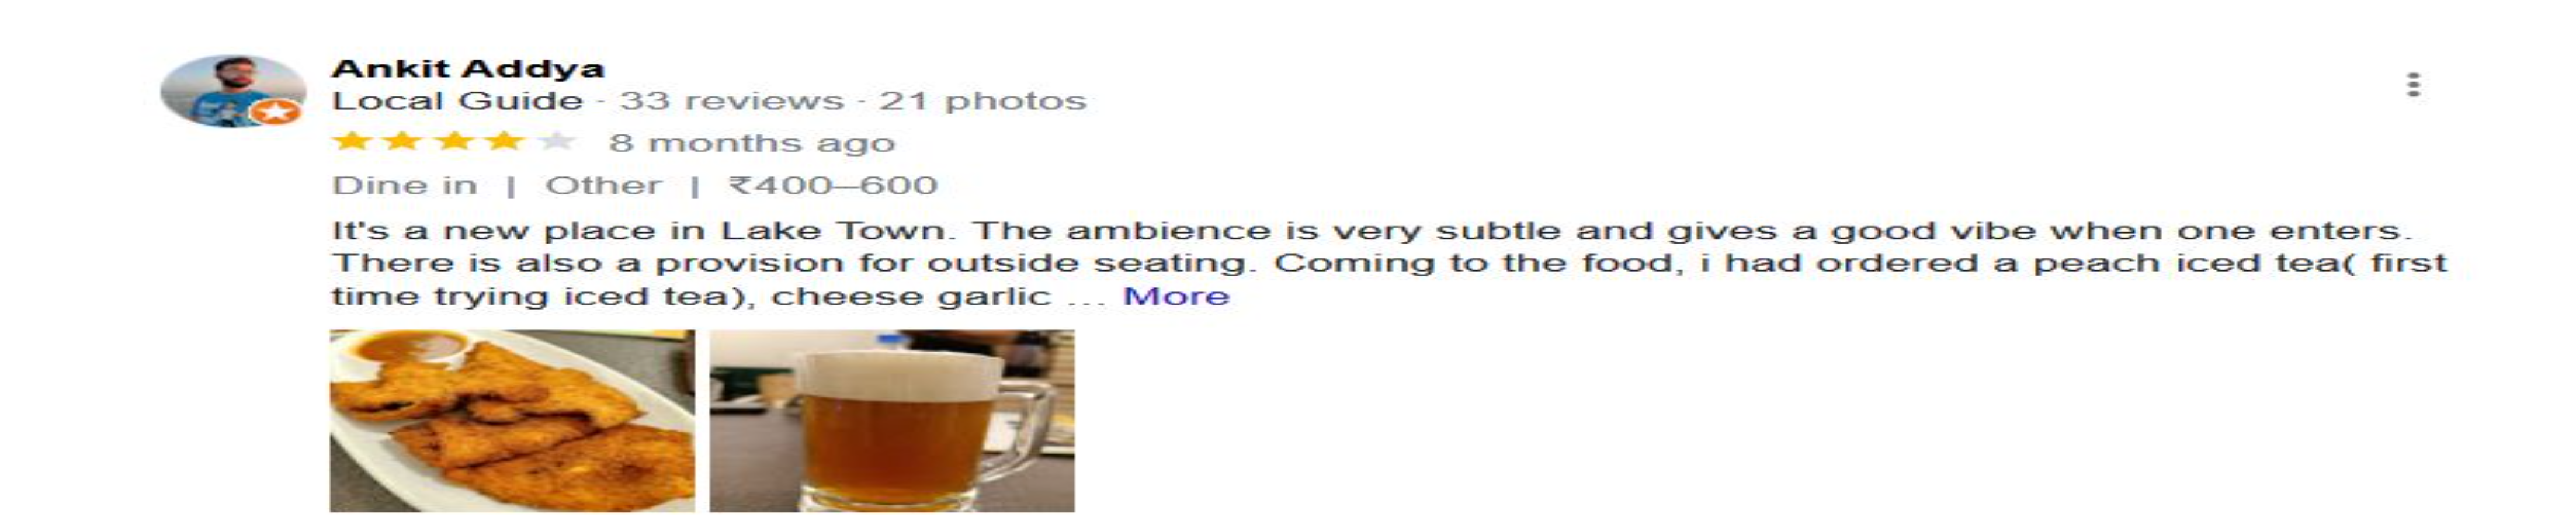 Ankit Addya
Local Guide · 33 reviews · 21 photos
8 months ago
Dine in | Other | ₹400–600
It's a new place in Lake Town. The ambience is very subtle and gives a good vibe when one enters.
There is also a provision for outside seating. Coming to the food, i had ordered a peach iced tea( first
time trying iced tea), cheese garlic ... More